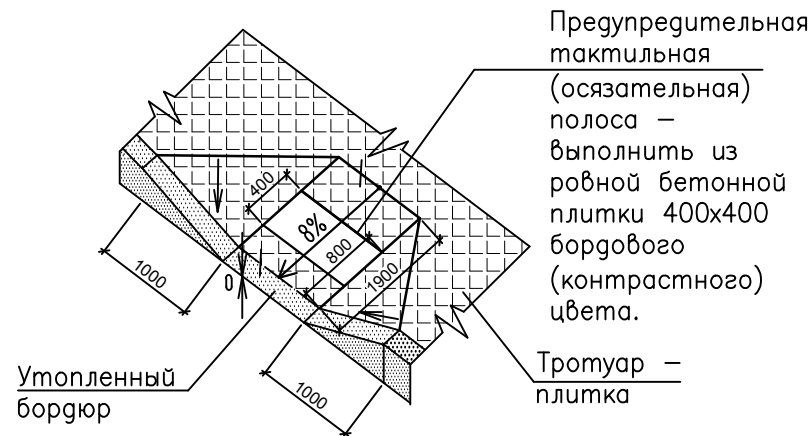 Предупредительная
тактильная
(осязательная)
полоса –
выполнить из
ровной бетонной
плитки 400х400
бордового
(контрастного)
цвета.
400
8%
800
1900
0
1000
1000
Утопленный
бордюр
Тротуар –
плитка